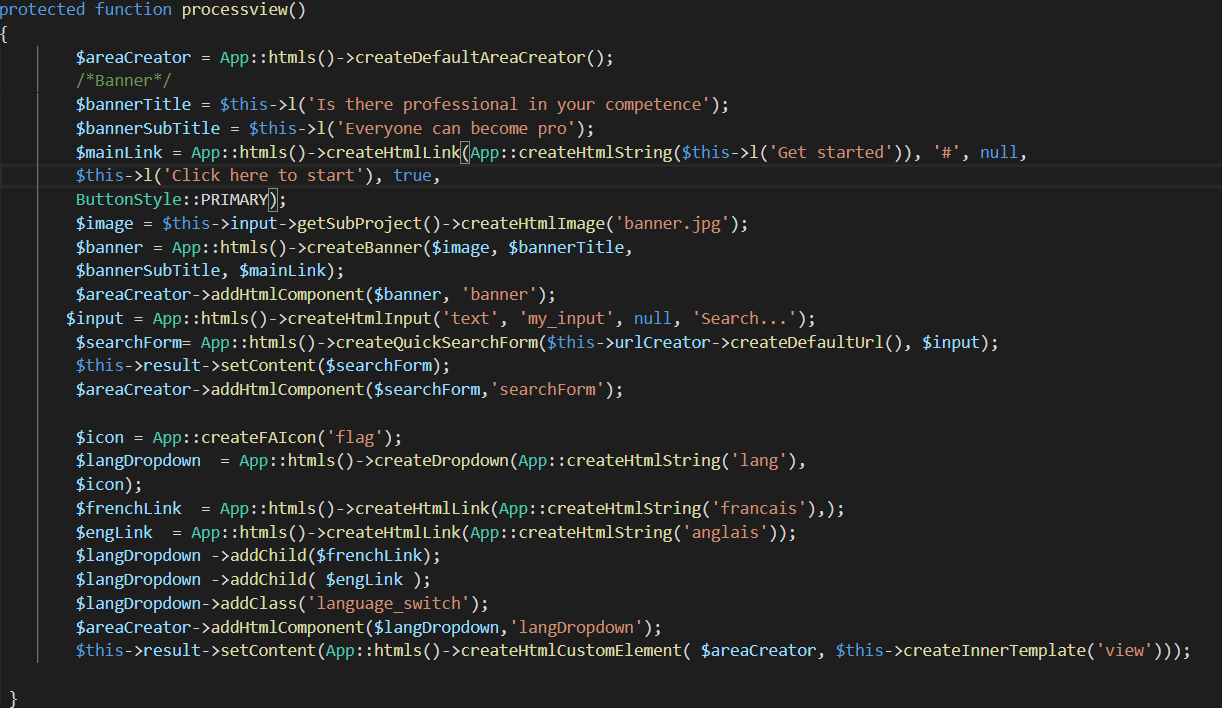 protected function processview()
{
$areaCreator = App::htmls()->createDefaultAreaCreator();
/*Banner*/
$bannerTitle = $this->l('Is there professional in your competence');
$bannerSubTitle = $this->l('Everyone can become pro');
$mainLink = App::htmls()->createHtmlLink(App::createHtmlString($this->l('Get started')), '#', null,
$this->l('Click here to start'), true,
ButtonStyle::PRIMARY);
$image = $this->input->getSubProject()->createHtmlImage('banner.jpg');
$banner = App::htmls()->createBanner($image, $bannerTitle,
$bannerSubTitle, $mainLink);
$areaCreator->addHtmlComponent($banner, 'banner');
$input = App::htmls()->createHtmlInput('text', 'my_input', null, 'Search...');
$searchForm= App::htmls()->createQuickSearchForm($this->urlCreator->createDefaultUrl(), $input);
$this->result->setContent($searchForm);
$areaCreator->addHtmlComponent($searchForm,'searchForm');
$icon = App::createFAIcon('flag');
$langDropdown  = App::htmls()->createDropdown(App::createHtmlString('lang'),
$icon);
$frenchLink  = App::htmls()->createHtmlLink(App::createHtmlString('francais'),);
$engLink  = App::htmls()->createHtmlLink(App::createHtmlString('anglais'));
$langDropdown ->addChild($frenchLink);
$langDropdown ->addChild( $engLink );
$langDropdown->addClass('language_switch');
$areaCreator->addHtmlComponent($langDropdown,'langDropdown');
$this->result->setContent(App::htmls()->createHtmlCustomElement( $areaCreator, $this->createInnerTemplate('view')));
}